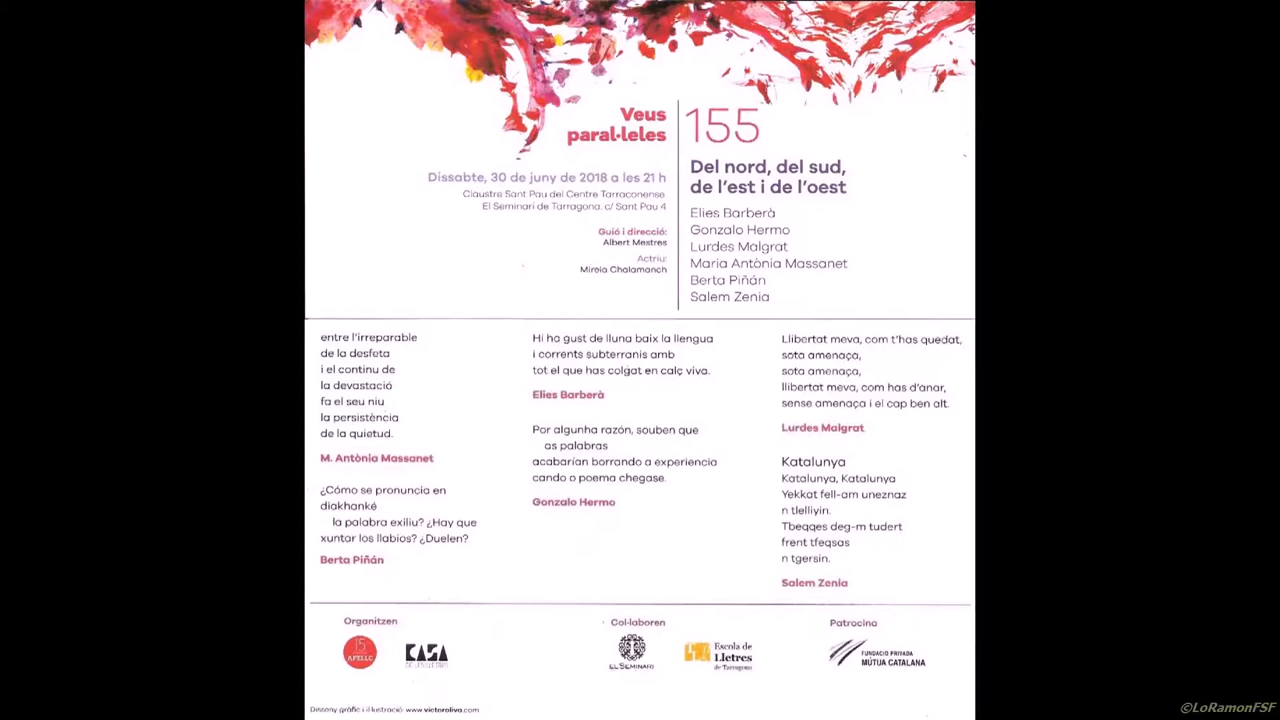 Veus
paral·leles
155
Del nord, del sud,
de l'est i de l'oest
Dissabte, 30 de juny de 2018 a les 21 h
Claustre Sant Pau del Centre Tarraconense
El Seminari de Tarragona. c/ Sant Pau 4
Guió i direcció:
Albert Mestres
Actriu:
Mireia Chalamanch
Elies Barberà
Gonzalo Hermo
Lurdes Malgrat
Maria Antònia Massanet
Berta Piñán
Salem Zenia
entre l'irreparable
de la desfeta
i el continu de
la devastació
fa el seu niu
la persistència
de la quietud.
M. Antònia Massanet
¿Cómo se pronuncia en
diakhanké
la palabra exiliu? ¿Hay que
xuntar los llabios? ¿Duelen?
Berta Piñán
Hi ha gust de lluna baix la llengua
i corrents subterranis amb
tot el que has colgat en calç viva.
Elies Barberà
Por algunha razón, souben que
as palabras
acabarían borrando a experiencia
cando o poema chegase.
Gonzalo Hermo
Llibertat meva, com t'has quedat,
sota amenaça,
sota amenaça,
llibertat meva, com has d'anar,
sense amenaça i el cap ben alt.
Lurdes Malgrat
Katalunya
Katalunya, Katalunya
Yekkat fell-am uneznaz
n tlelliyin.
Tbeqqes deg-m tudert
frent tfeqsas
n tgersin.
Salem Zenia
Organitzen
15
APELLC
CASA
DE LES LLETRES
Col·laboren
EL SEMINARI
Escola de
Lletres
de Tarragona
Patrocina
FUNDACIÓ PRIVADA
MÚTUA CATALANA
Disseny gràfic i il·lustració: www.victoroliva.com
©LoRamonFSF